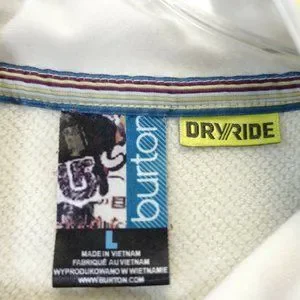 burton
DRYRIDE
L
MADE IN VIETNAM
FABRIQUÉ AU VIETNAM
WYPRODUKOWANO W WIETNAMIE
WWW.BURTON.COM